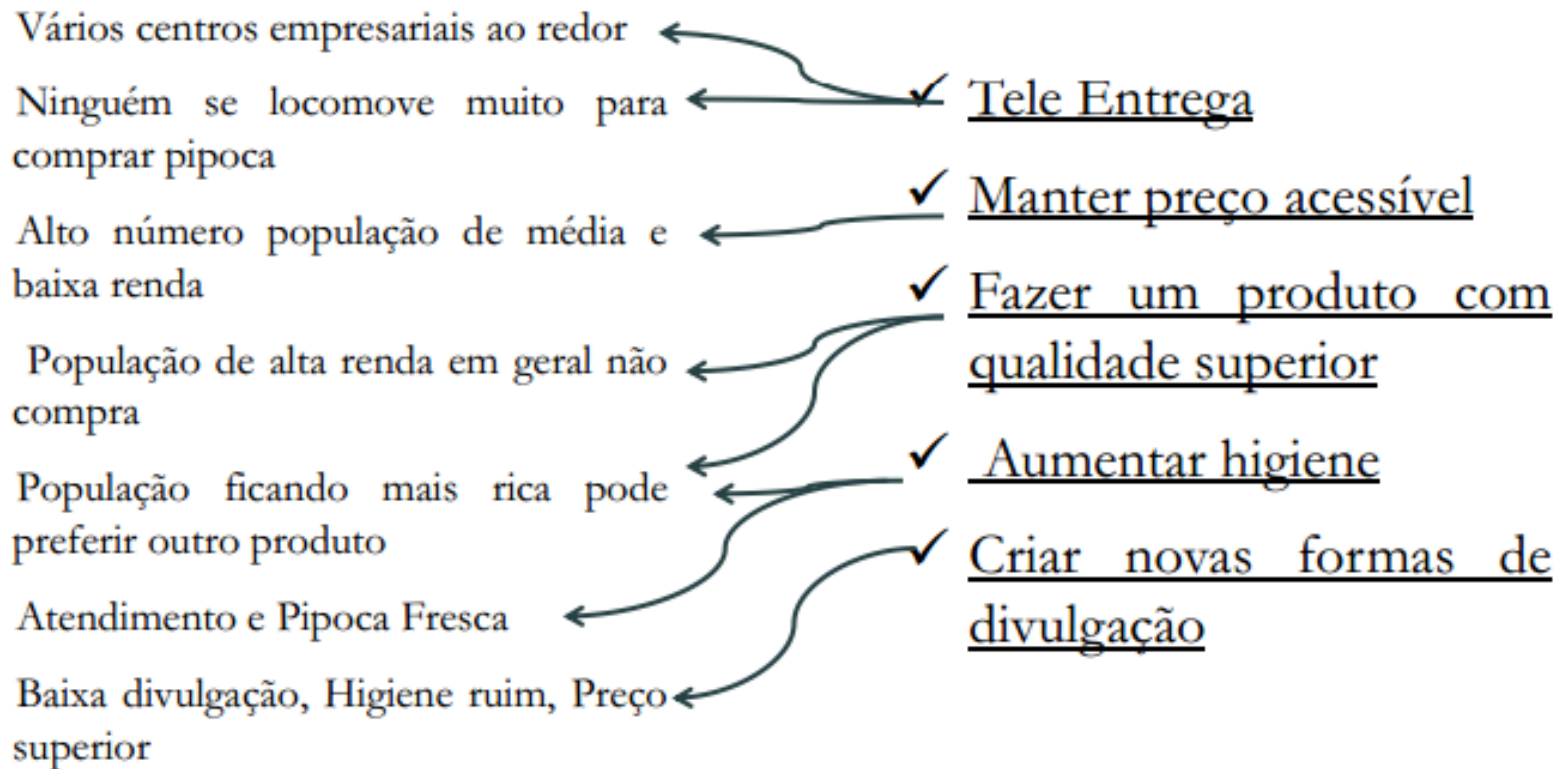 Vários centros empresariais ao redor
Ninguém se locomove muito para
comprar pipoca
Alto número população de média e
baixa renda
População de alta renda em geral não
compra
População ficando mais rica pode
preferir outro produto
Atendimento e Pipoca Fresca
Baixa divulgação, Higiene ruim, Preço
superior
✓ Tele Entrega
✓ Manter preço acessível
✓ Fazer um produto com
qualidade superior
✓ Aumentar higiene
✓ Criar novas formas de
divulgação